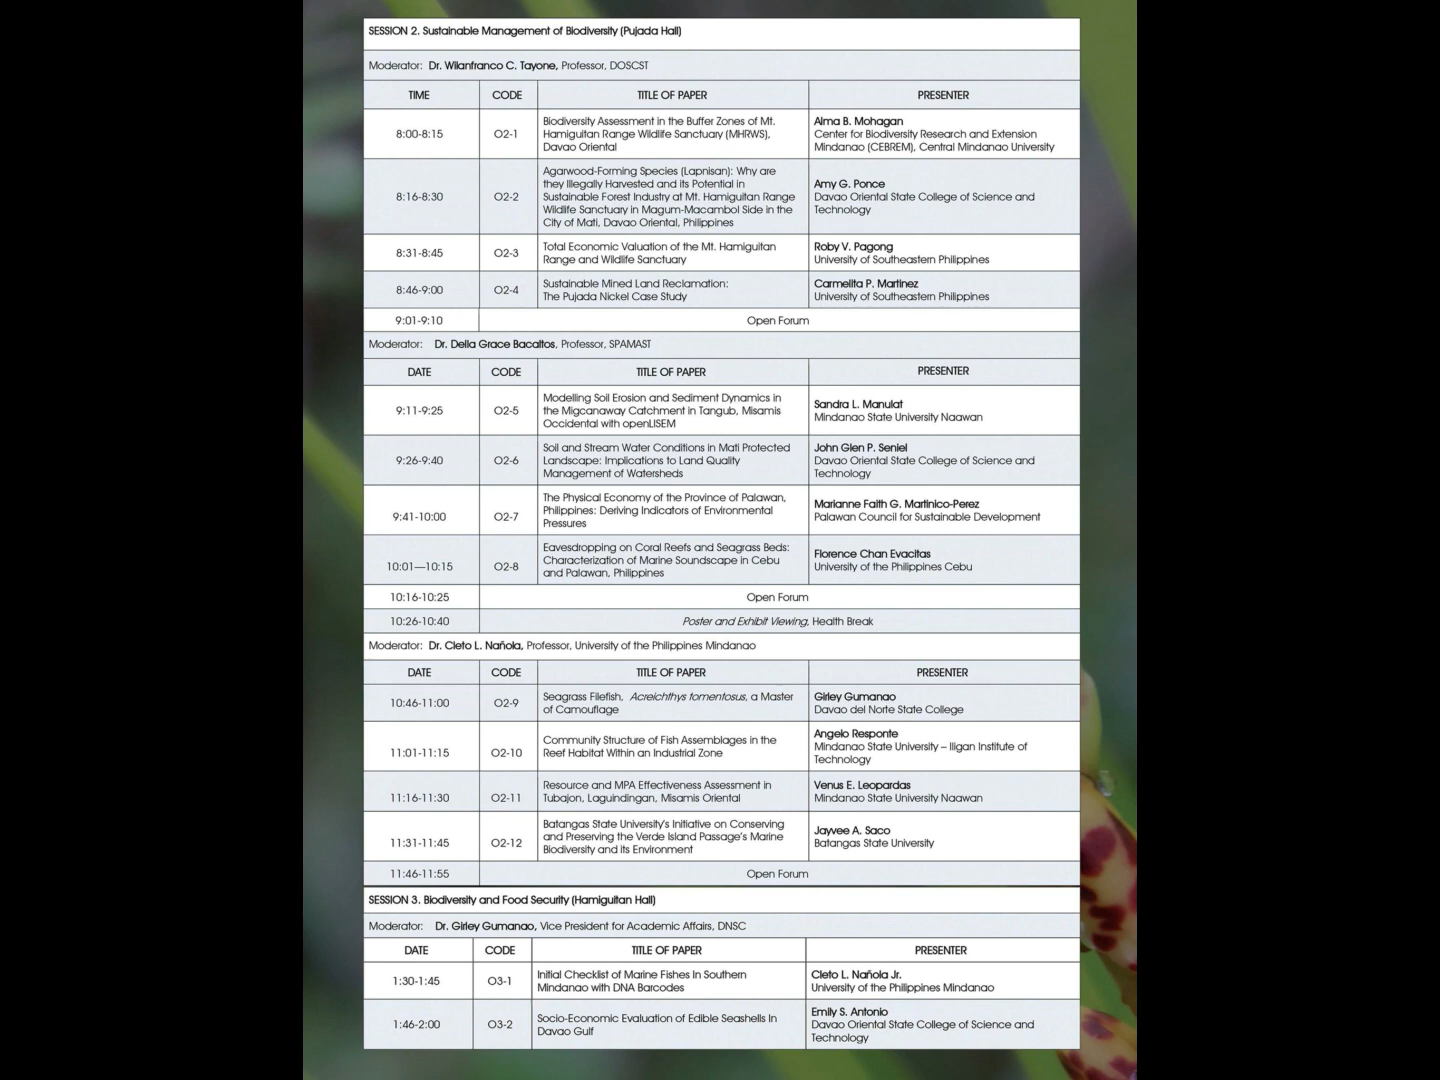 SESSION 2. Sustainable Management of Biodiversity (Pujada Hall)
Moderator: Dr. Wilanfranco C. Tayone, Professor, DOSCST
TIME CODE TITLE OF PAPER PRESENTER
8:00-8:15 O2-1
Biodiversity Assessment in the Buffer Zones of Mt.
Hamiguitan Range Wildlife Sanctuary (MHRWS),
Davao Oriental
Alma B. Mohagan
Center for Biodiversity Research and Extension
Mindanao (CEBREM), Central Mindanao University
8:16-8:30 O2-2
Agarwood-Forming Species (Lapnisan): Why are
they Illegally Harvested and its Potential in
Sustainable Forest Industry at Mt. Hamiguitan Range
Wildlife Sanctuary in Magum-Macambol Side in the
City of Mati, Davao Oriental, Philippines
Amy G. Ponce
Davao Oriental State College of Science and
Technology
8:31-8:45 O2-3
Total Economic Valuation of the Mt. Hamiguitan
Range and Wildlife Sanctuary
Roby V. Pagong
University of Southeastern Philippines
8:46-9:00 O2-4
Sustainable Mined Land Reclamation:
The Pujada Nickel Case Study
Carmelita P. Martinez
University of Southeastern Philippines
9:01-9:10 Open Forum
Moderator: Dr. Delia Grace Bacaltos, Professor, SPAMAST
DATE CODE TITLE OF PAPER PRESENTER
9:11-9:25 O2-5
Modelling Soil Erosion and Sediment Dynamics in
the Migcanaway Catchment in Tangub, Misamis
Occidental with openLISEM
Sandra L. Manulat
Mindanao State University Naawan
9:26-9:40 O2-6
Soil and Stream Water Conditions in Mati Protected
Landscape: Implications to Land Quality
Management of Watersheds
John Glen P. Seniel
Davao Oriental State College of Science and
Technology
9:41-10:00 O2-7
The Physical Economy of the Province of Palawan,
Philippines: Deriving Indicators of Environmental
Pressures
Marianne Faith G. Martinico-Perez
Palawan Council for Sustainable Development
10:01—10:15 O2-8
Eavesdropping on Coral Reefs and Seagrass Beds:
Characterization of Marine Soundscape in Cebu
and Palawan, Philippines
Florence Chan Evacitas
University of the Philippines Cebu
10:16-10:25 Open Forum
10:26-10:40 Poster and Exhibit Viewing, Health Break
Moderator: Dr. Cleto L. Nañola, Professor, University of the Philippines Mindanao
DATE CODE TITLE OF PAPER PRESENTER
10:46-11:00 O2-9
Seagrass Filefish, Acreichthys tomentosus, a Master
of Camouflage
Girley Gumanao
Davao del Norte State College
11:01-11:15 O2-10
Community Structure of Fish Assemblages in the
Reef Habitat Within an Industrial Zone
Angelo Responte
Mindanao State University – Iligan Institute of
Technology
11:16-11:30 O2-11
Resource and MPA Effectiveness Assessment in
Tubajon, Laguindingan, Misamis Oriental
Venus E. Leopardas
Mindanao State University Naawan
11:31-11:45 O2-12
Batangas State University's Initiative on Conserving
and Preserving the Verde Island Passage's Marine
Biodiversity and its Environment
Jayvee A. Saco
Batangas State University
11:46-11:55 Open Forum
SESSION 3. Biodiversity and Food Security (Hamiguitan Hall)
Moderator: Dr. Girley Gumanao, Vice President for Academic Affairs, DNSC
DATE CODE TITLE OF PAPER PRESENTER
1:30-1:45 O3-1
Initial Checklist of Marine Fishes In Southern
Mindanao with DNA Barcodes
Cleto L. Nañola Jr.
University of the Philippines Mindanao
1:46-2:00 O3-2
Socio-Economic Evaluation of Edible Seashells In
Davao Gulf
Emily S. Antonio
Davao Oriental State College of Science and
Technology